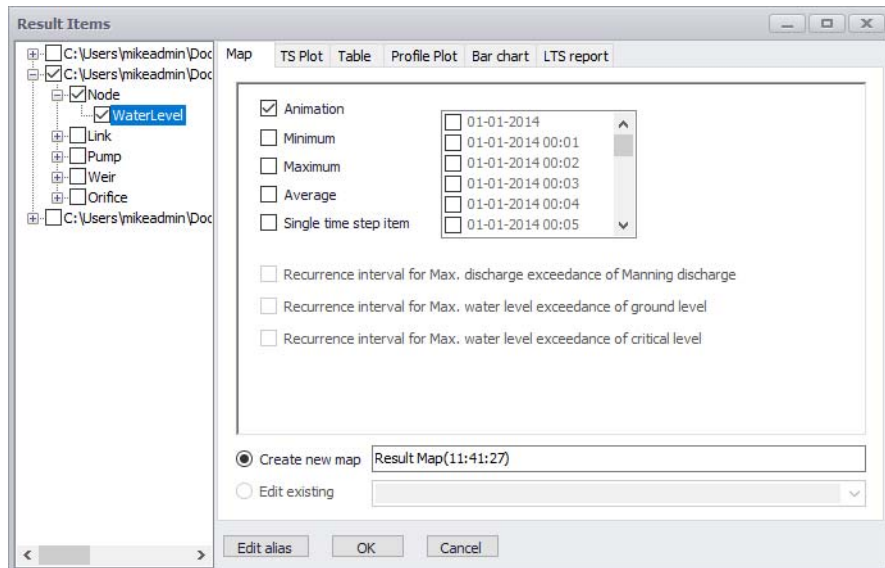 Result Items
C:\Users\mikeadmin\Doc
C:\Users\mikeadmin\Doc
Node
WaterLevel
Link
Pump
Weir
Orifice
C:\Users\mikeadmin\Doc
Map TS Plot Table Profile Plot Bar chart LTS report
Animation
Minimum
Maximum
Average
Single time step item
01-01-2014
01-01-2014 00:01
01-01-2014 00:02
01-01-2014 00:03
01-01-2014 00:04
01-01-2014 00:05
Recurrence interval for Max. discharge exceedance of Manning discharge
Recurrence interval for Max. water level exceedance of ground level
Recurrence interval for Max. water level exceedance of critical level
Create new map Result Map(11:41:27)
Edit existing
Edit alias OK Cancel